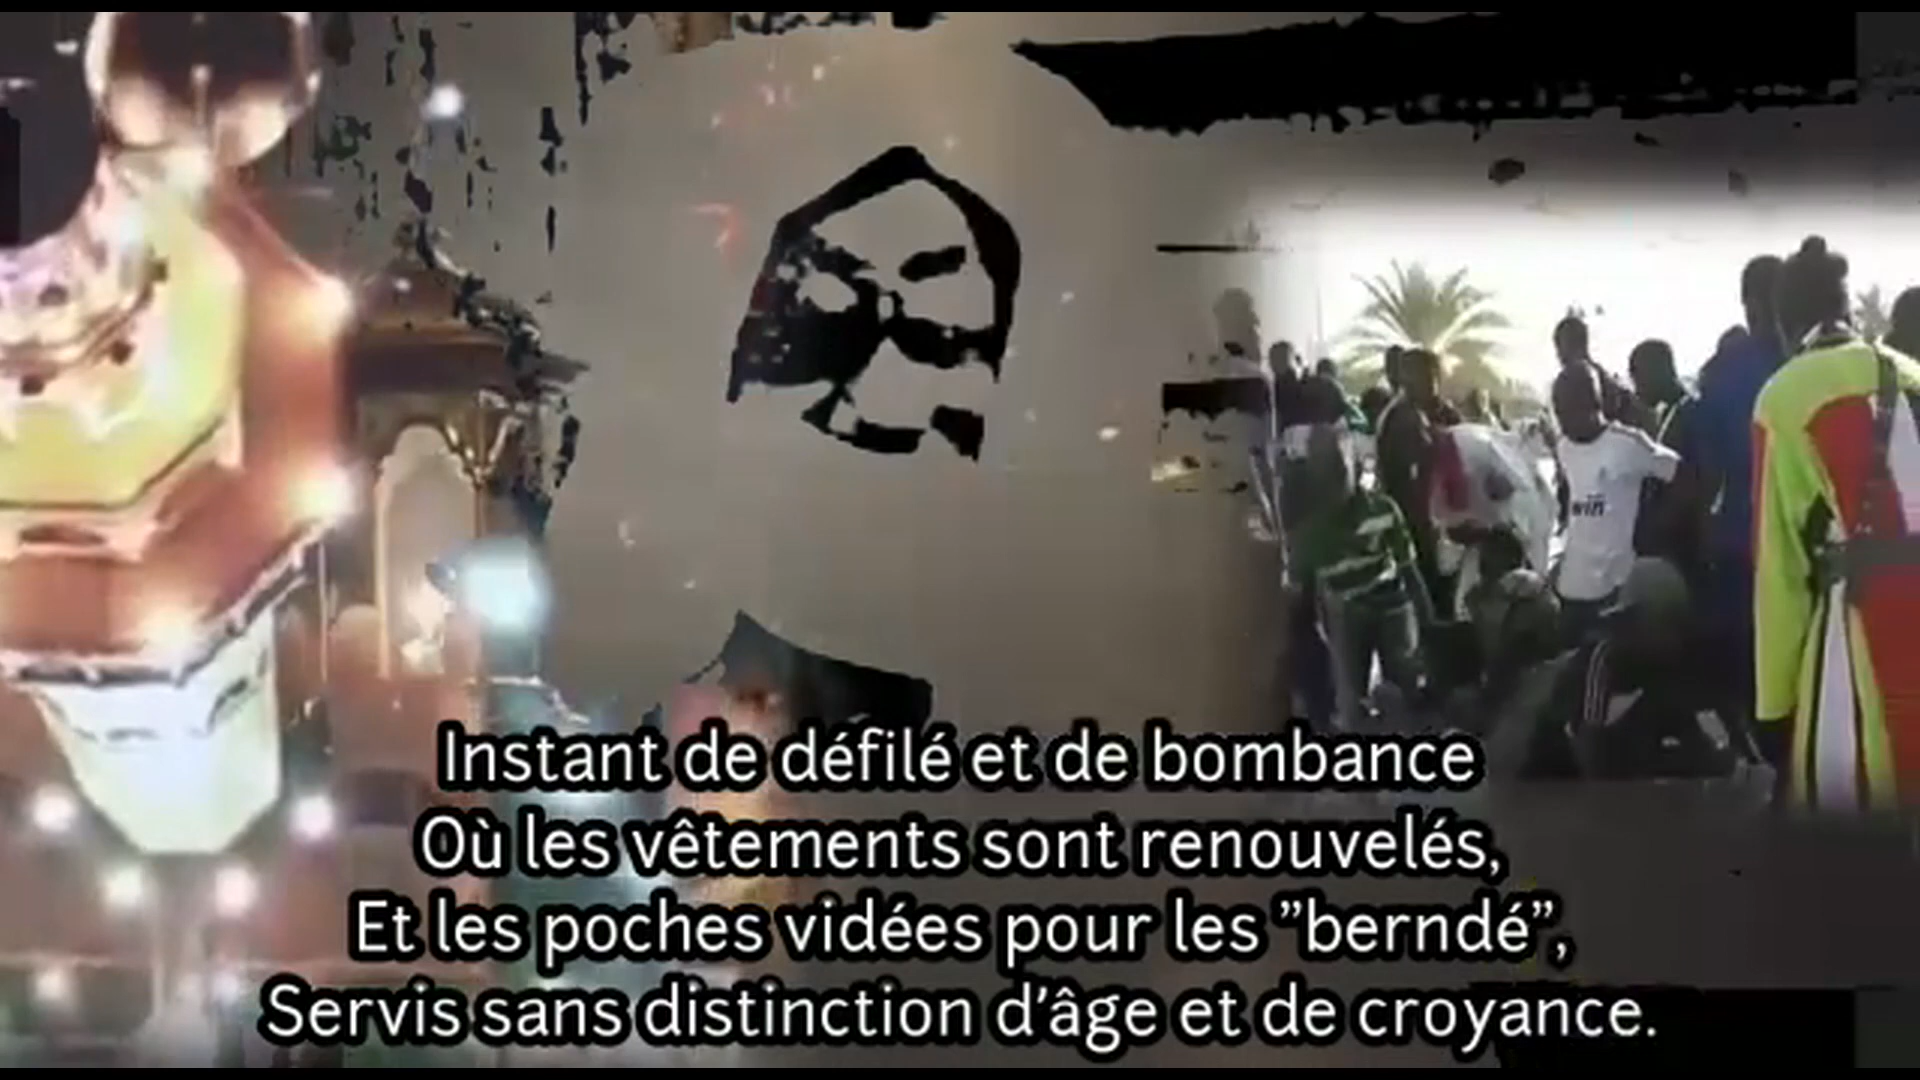 Instant de défilé et de bombance
Où les vêtements sont renouvelés,
Et les poches vidées pour les ”berndé”,
Servis sans distinction d’âge et de croyance.
win